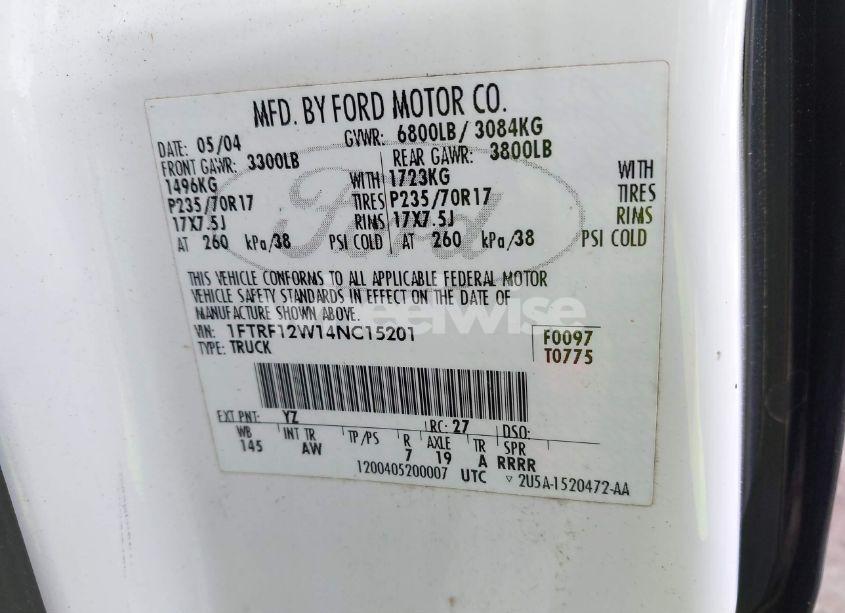 MFD. BY FORD MOTOR CO.
DATE: 05/04 GVWR: 6800LB/ 3084KG
FRONT GAWR: 3300LB REAR GAWR: 3800LB
1496KG WITH 1723KG WITH
P235/70R17 TIRES P235/70R17 TIRES
17X7.5J RIMS 17X7.5J RIMS
AT 260 kPa/38 PSI COLD AT 260 kPa/38 PSI COLD
Ford
THIS VEHICLE CONFORMS TO ALL APPLICABLE FEDERAL MOTOR
VEHICLE SAFETY STANDARDS IN EFFECT ON THE DATE OF
MANUFACTURE SHOWN ABOVE.
VIN: 1FTRF12W14NC15201 F0097
TYPE: TRUCK T0775
EXT PNT: YZ RC: 27 DSO:
WB INT TR TP/PS R AXLE TR SPR
145 AW 7 19 A RRRR
1200405200007 UTC ▽ 2U5A-1520472-AA